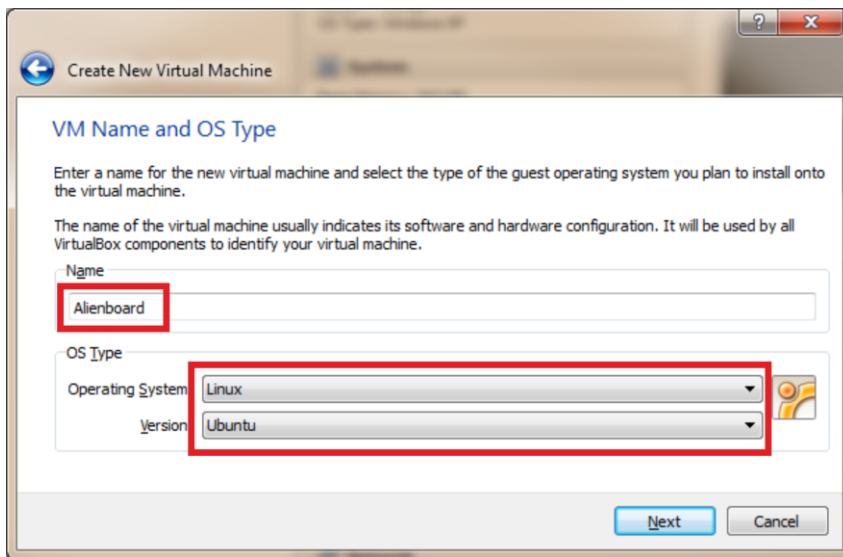 Create New Virtual Machine
VM Name and OS Type
Enter a name for the new virtual machine and select the type of the guest operating system you plan to install onto
the virtual machine.
The name of the virtual machine usually indicates its software and hardware configuration. It will be used by all
VirtualBox components to identify your virtual machine.
Name
Alienboard
OS Type
Operating System Linux
Version Ubuntu
Next Cancel